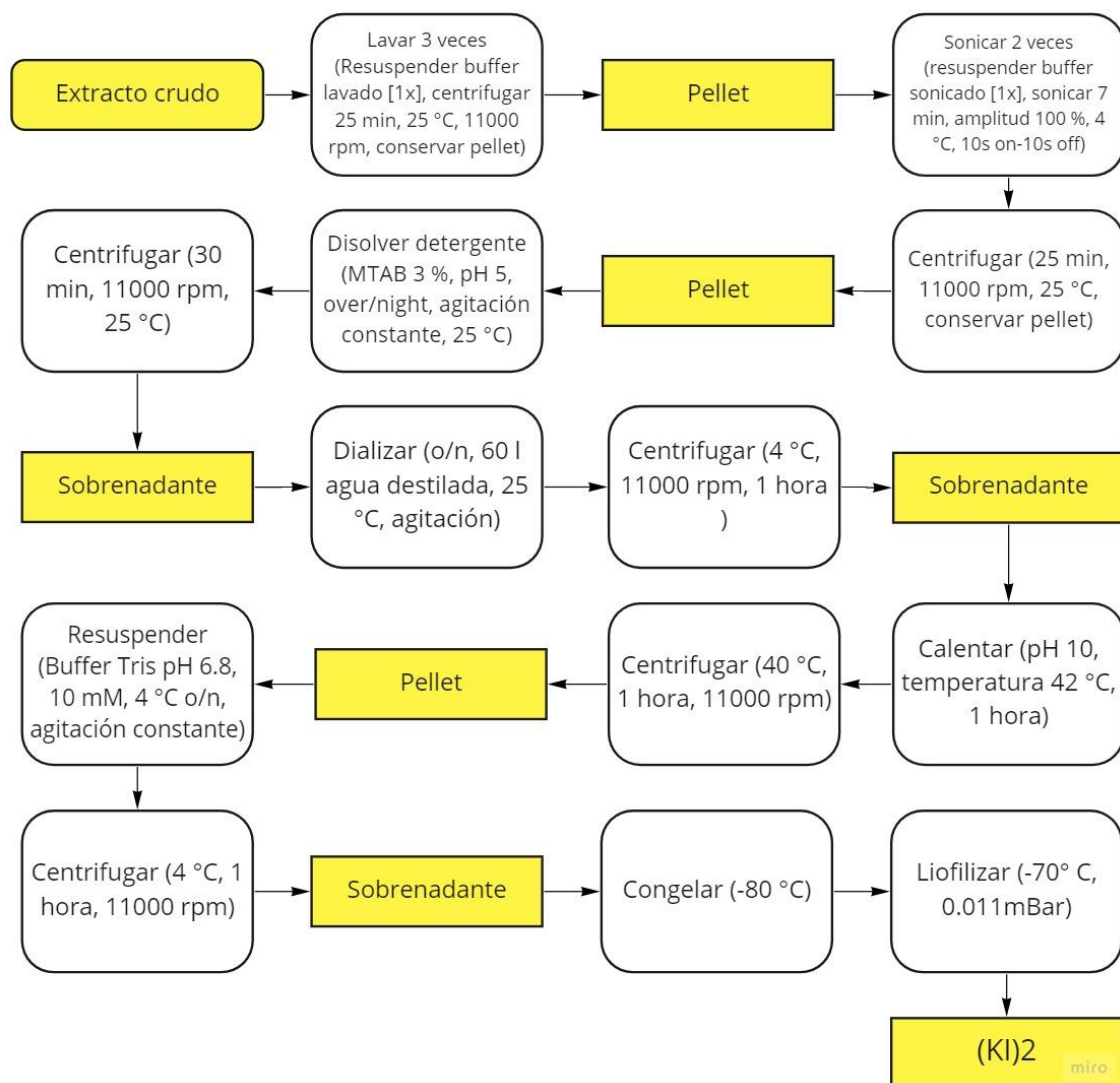 Extracto crudo
Lavar 3 veces
(Resuspender buffer
lavado [1x], centrifugar
25 min, 25 °C, 11000
rpm, conservar pellet)
Pellet
Sonicar 2 veces
(resuspender buffer
sonicado [1x], sonicar 7
min, amplitud 100 %, 4
°C, 10s on-10s off)
Centrifugar (25 min,
11000 rpm, 25 °C,
conservar pellet)
Pellet
Disolver detergente
(MTAB 3 %, pH 5,
over/night, agitación
constante, 25 °C)
Centrifugar (30
min, 11000 rpm,
25 °C)
Sobrenadante
Dializar (o/n, 60 l
agua destilada, 25
°C, agitación)
Centrifugar (4 °C,
11000 rpm, 1 hora
)
Sobrenadante
Calentar (pH 10,
temperatura 42 °C,
1 hora)
Centrifugar (40 °C,
1 hora, 11000 rpm)
Pellet
Resuspender
(Buffer Tris pH 6.8,
10 mM, 4 °C o/n,
agitación constante)
Centrifugar (4 °C, 1
hora, 11000 rpm)
Sobrenadante
Congelar (-80 °C)
Liofilizar (-70° C,
0.011mBar)
(KI)2
miro